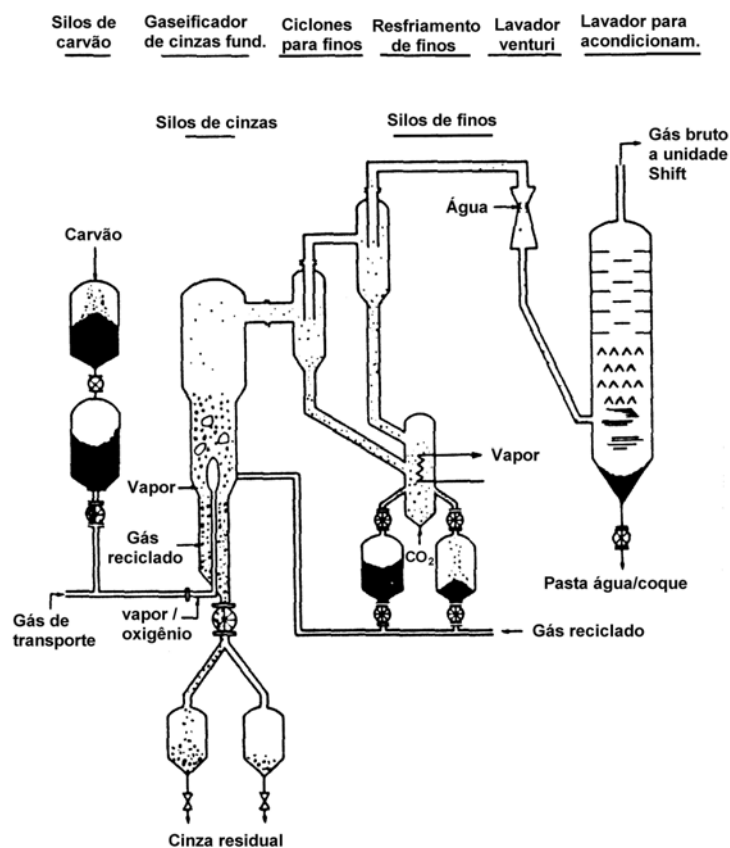 Silos de
carvão
Gaseificador
de cinzas fund.
Ciclones
para finos
Resfriamento
de finos
Lavador
venturi
Lavador para
acondicionam.
Silos de cinzas
Silos de finos
Gás bruto
a unidade
Shift
Água
Carvão
Vapor
Vapor
Gás
reciclado
CO2
Pasta água/coque
Gás de
transporte
vapor /
oxigênio
Gás reciclado
Cinza residual